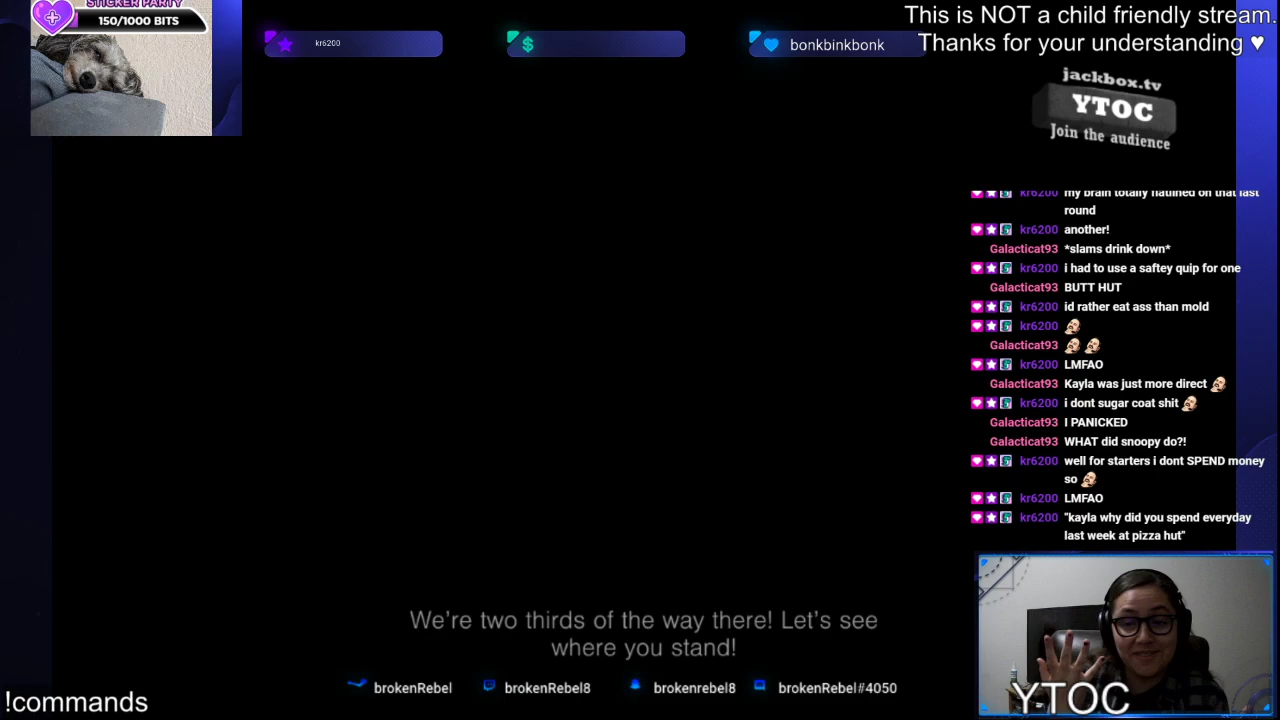 STICKER PARTY
150/1000 BITS
kr6200
bonkbinkbonk
This is NOT a child friendly stream.
Thanks for your understanding ♥
jackbox.tv
YTOC
Join the audience
kr6200 my brain totally flatlined on that last
round
kr6200 another!
Galacticat93 *slams drink down*
kr6200 i had to use a saftey quip for one
Galacticat93 BUTT HUT
kr6200 id rather eat ass than mold
kr6200
Galacticat93
kr6200 LMFAO
Galacticat93 Kayla was just more direct
kr6200 i dont sugar coat shit
Galacticat93 I PANICKED
Galacticat93 WHAT did snoopy do?!
kr6200 well for starters i dont SPEND money
so
kr6200 LMFAO
kr6200 "kayla why did you spend everyday
last week at pizza hut"
We're two thirds of the way there! Let's see
where you stand!
brokenRebel brokenRebel8 brokenrebel8 brokenRebel#4050
!commands
YTOC